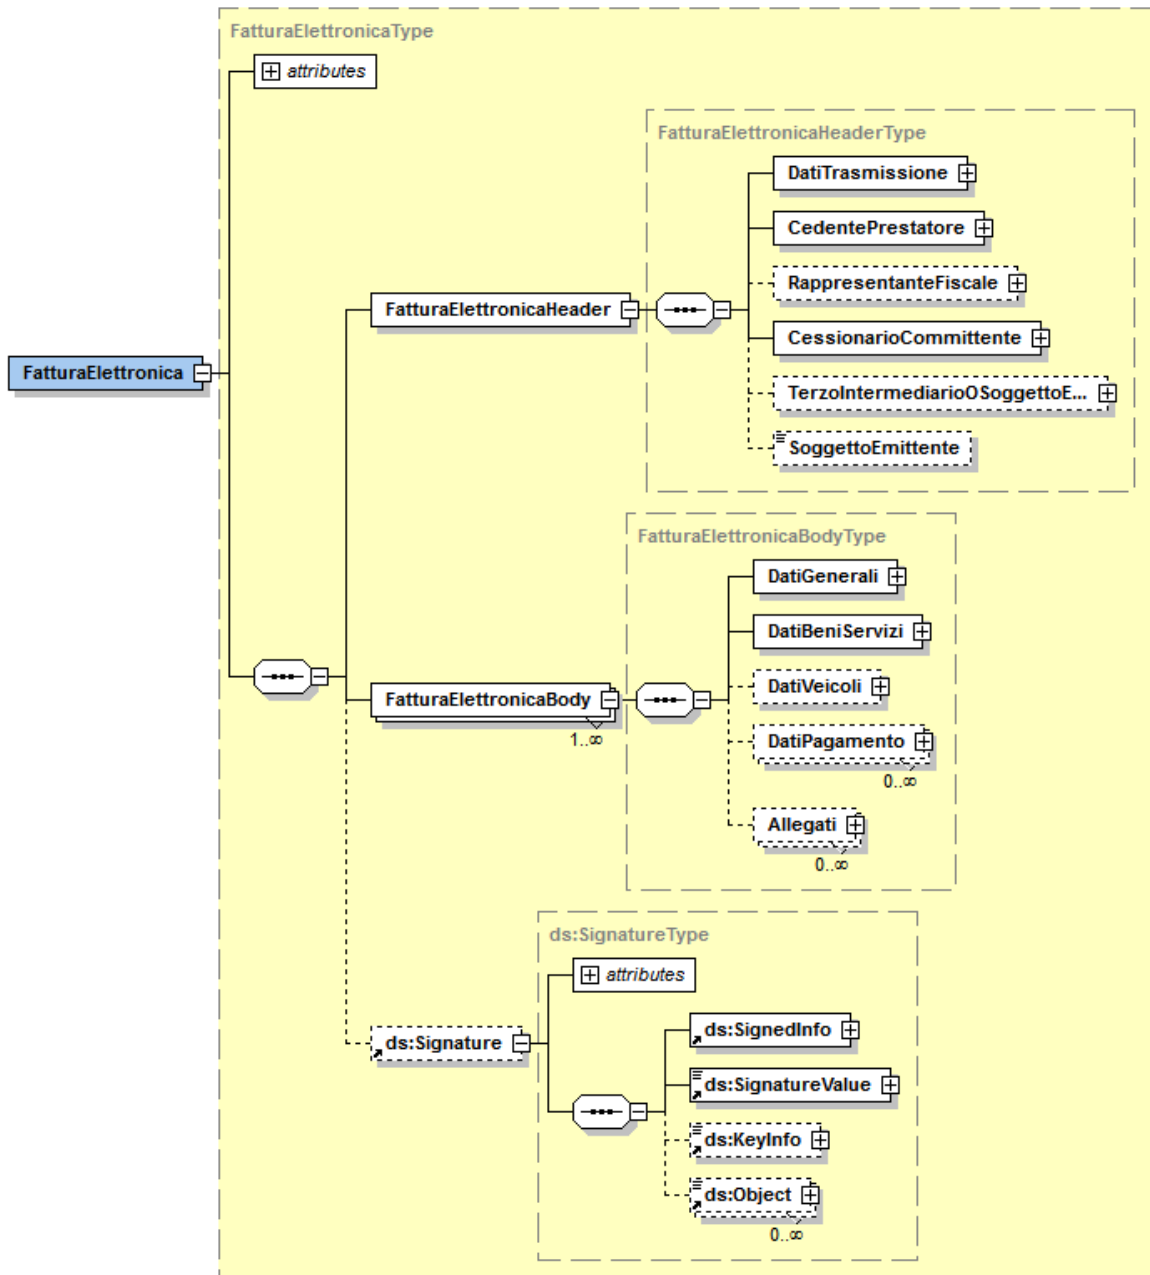 FatturaElettronicaType
attributes
FatturaElettronicaHeaderType
DatiTrasmissione
CedentePrestatore
RappresentanteFiscale
FatturaElettronicaHeader
CessionarioCommittente
FatturaElettronica
TerzoIntermediarioOSoggettoE...
SoggettoEmittente
FatturaElettronicaBodyType
DatiGenerali
DatiBeniServizi
DatiVeicoli
FatturaElettronicaBody
1..∞
DatiPagamento
0..∞
Allegati
0..∞
ds:SignatureType
attributes
ds:SignedInfo
ds:Signature
ds:SignatureValue
ds:KeyInfo
ds:Object
0..∞